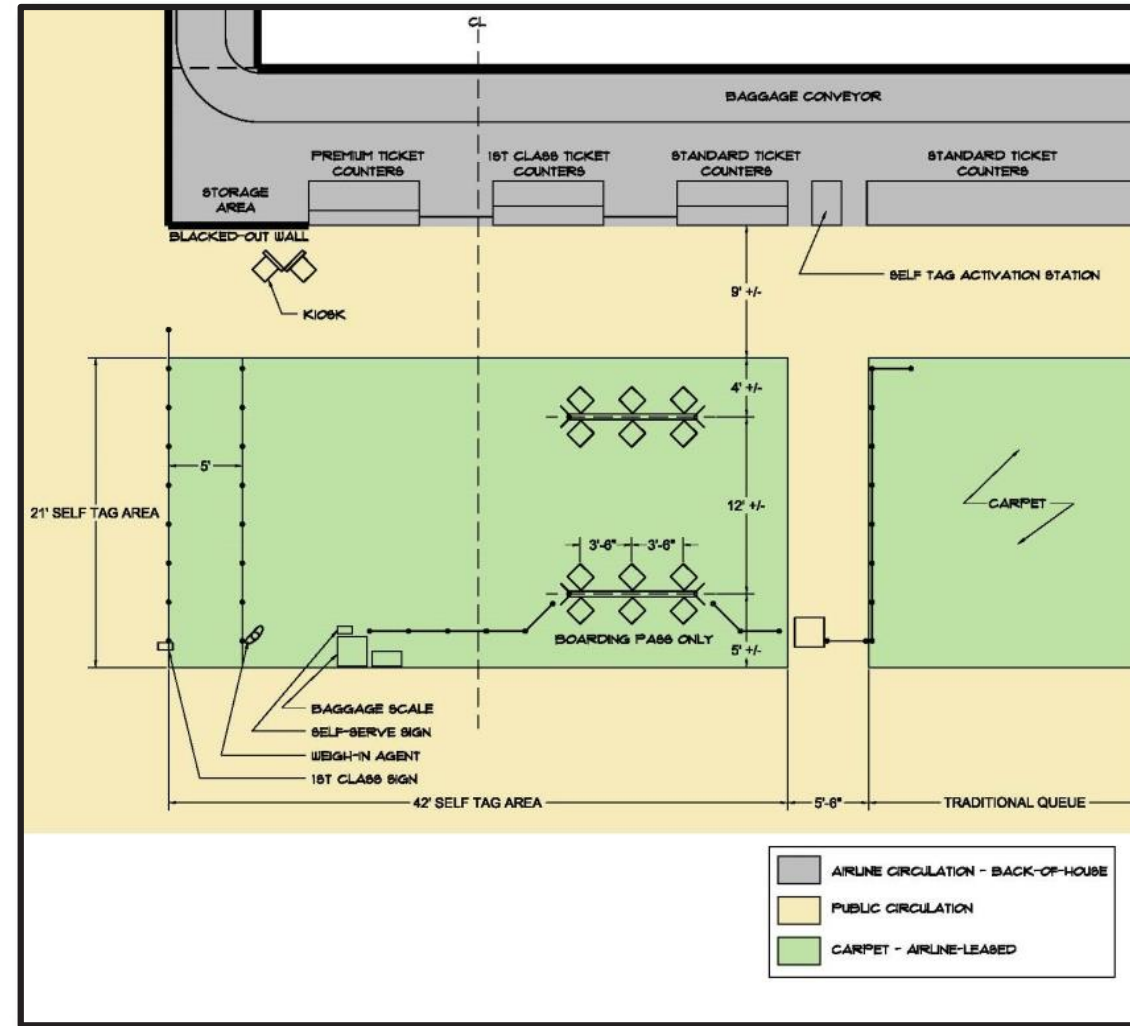 CL
BAGGAGE CONVEYOR
PREMIUM TICKET
COUNTERS
1ST CLASS TICKET
COUNTERS
STANDARD TICKET
COUNTERS
STANDARD TICKET
COUNTERS
STORAGE
AREA
BLACKED-OUT WALL
SELF TAG ACTIVATION STATION
KIOSK
9' +/-
4' +/-
5'
21' SELF TAG AREA
12' +/-
CARPET
3'-6"
3'-6"
BOARDING PASS ONLY
5' +/-
BAGGAGE SCALE
SELF-SERVE SIGN
WEIGH-IN AGENT
1ST CLASS SIGN
42' SELF TAG AREA
5'-6"
TRADITIONAL QUEUE
AIRLINE CIRCULATION - BACK-OF-HOUSE
PUBLIC CIRCULATION
CARPET - AIRLINE-LEASED